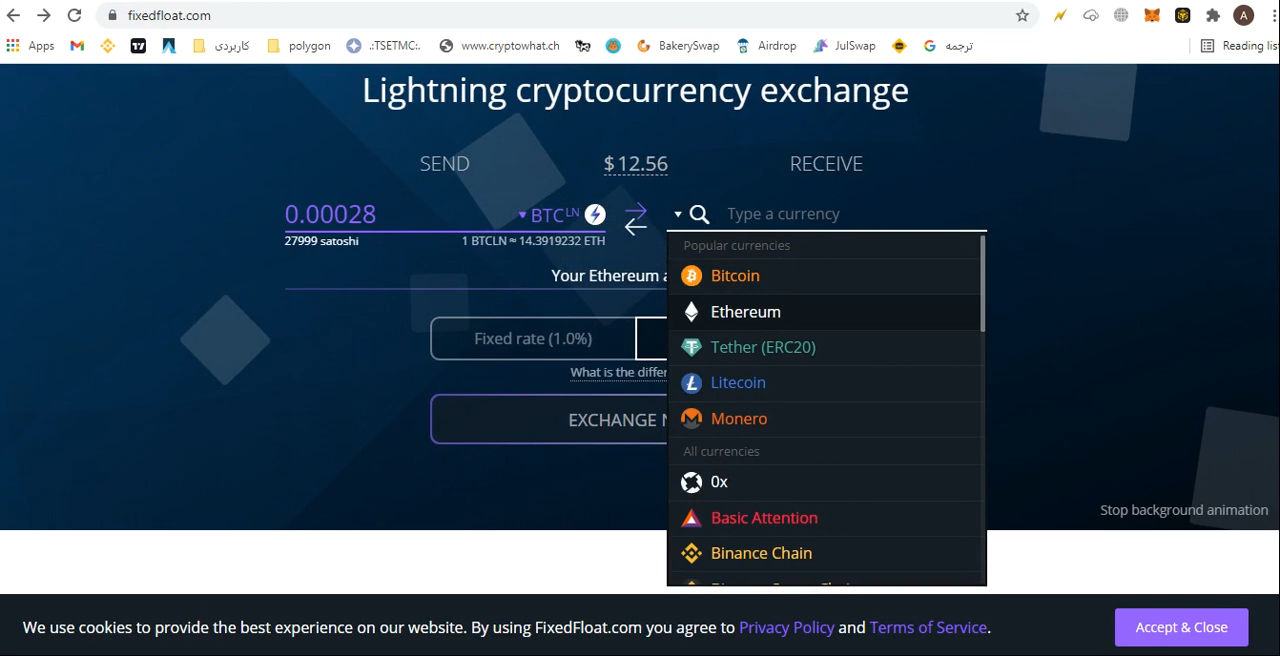 fixedfloat.com
A
Apps
کاربردی
polygon
.:TSETMC:.
www.cryptowhat.ch
BakerySwap
Airdrop
JulSwap
ترجمه
Reading list
Lightning cryptocurrency exchange
SEND
$ 12.56
RECEIVE
0.00028
BTC LN
Type a currency
27999 satoshi
1 BTCLN ≈ 14.3919232 ETH
Popular currencies
Your Ethereum a
Bitcoin
Ethereum
Fixed rate (1.0%)
Tether (ERC20)
What is the differ
Litecoin
EXCHANGE N
Monero
All currencies
0x
Basic Attention
Binance Chain
Stop background animation
We use cookies to provide the best experience on our website. By using FixedFloat.com you agree to Privacy Policy and Terms of Service.
Accept & Close